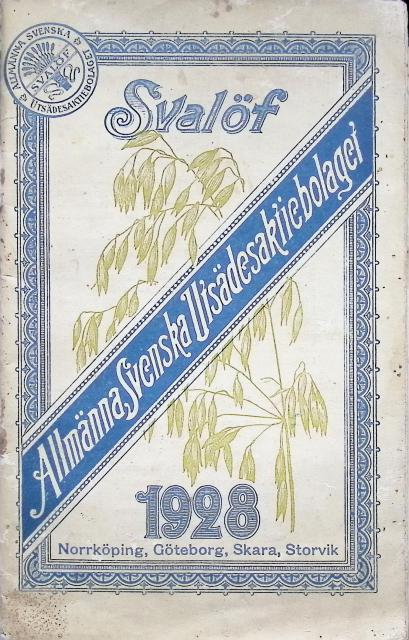 ALLMÄNNA SVENSKA
UTSÄDESAKTIEBOLAGET
SVALÖF
Svalöf
Allmänna Svenska Utsädesaktiebolaget
1928
Norrköping, Göteborg, Skara, Storvik